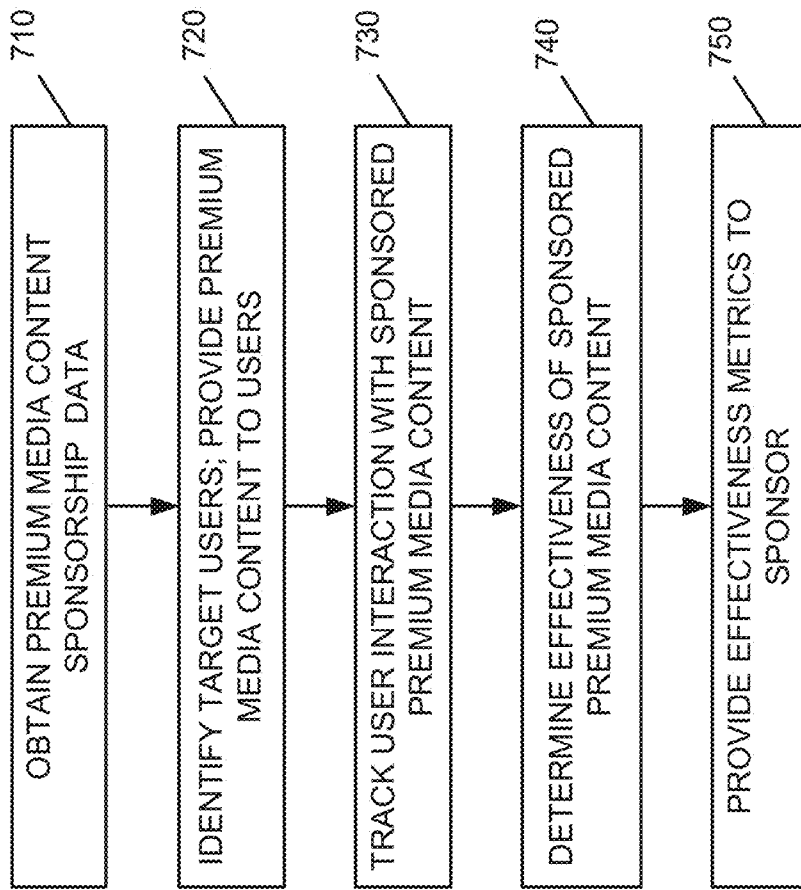 710
OBTAIN PREMIUM MEDIA CONTENT
SPONSORSHIP DATA
720
IDENTIFY TARGET USERS; PROVIDE PREMIUM
MEDIA CONTENT TO USERS
730
TRACK USER INTERACTION WITH SPONSORED
PREMIUM MEDIA CONTENT
740
DETERMINE EFFECTIVENESS OF SPONSORED
PREMIUM MEDIA CONTENT
750
PROVIDE EFFECTIVENESS METRICS TO
SPONSOR